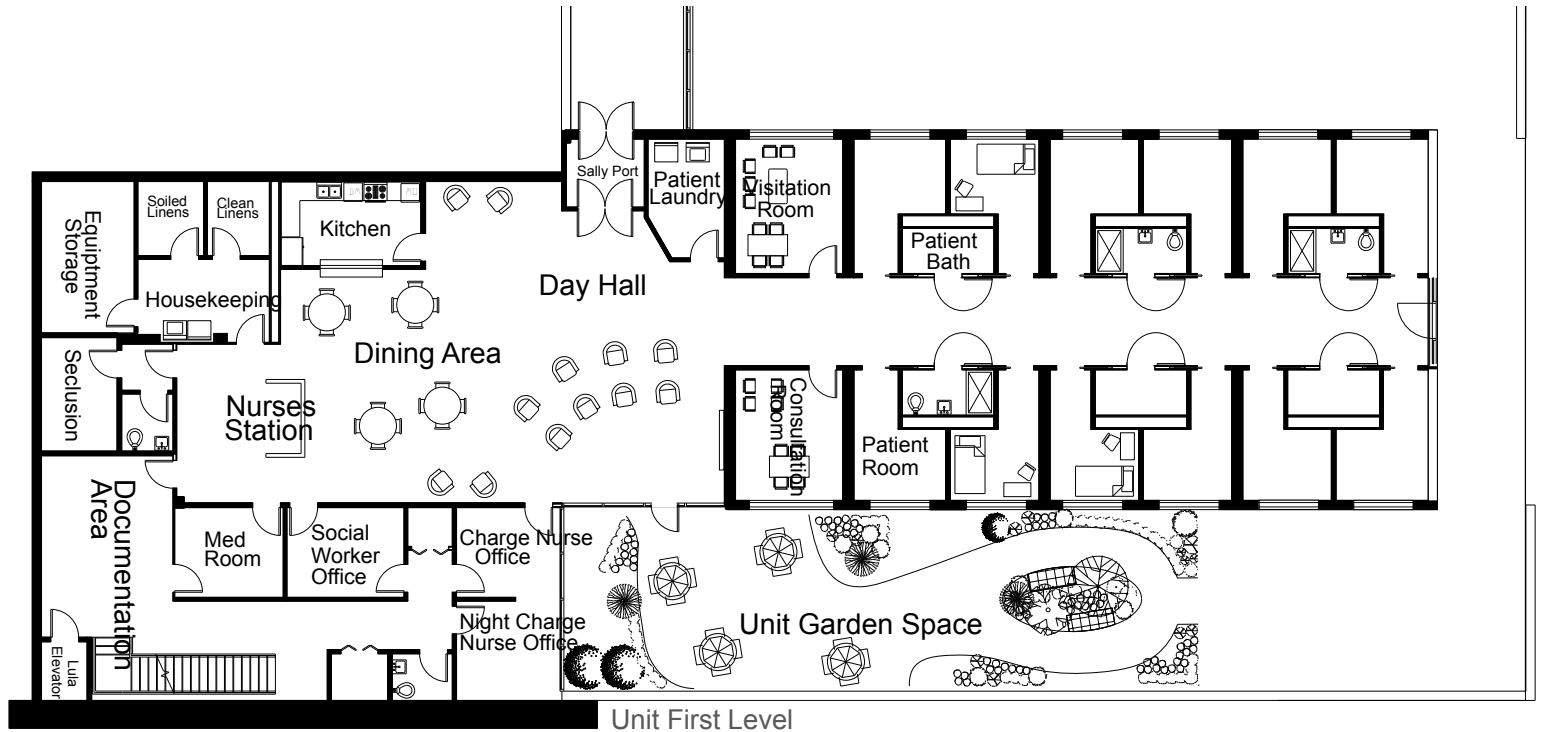 Sally Port
Patient
Laundry
Visitation
Room
Soiled
Linens
Clean
Linens
Equiptment
Storage
Kitchen
Patient
Bath
Day Hall
Housekeeping
Dining Area
Seclusion
Nurses
Station
Consultation
Room
Patient
Room
Documentation
Area
Med
Room
Social
Worker
Office
Charge Nurse
Office
Night Charge
Nurse Office
Unit Garden Space
Lula
Elevator
Unit First Level